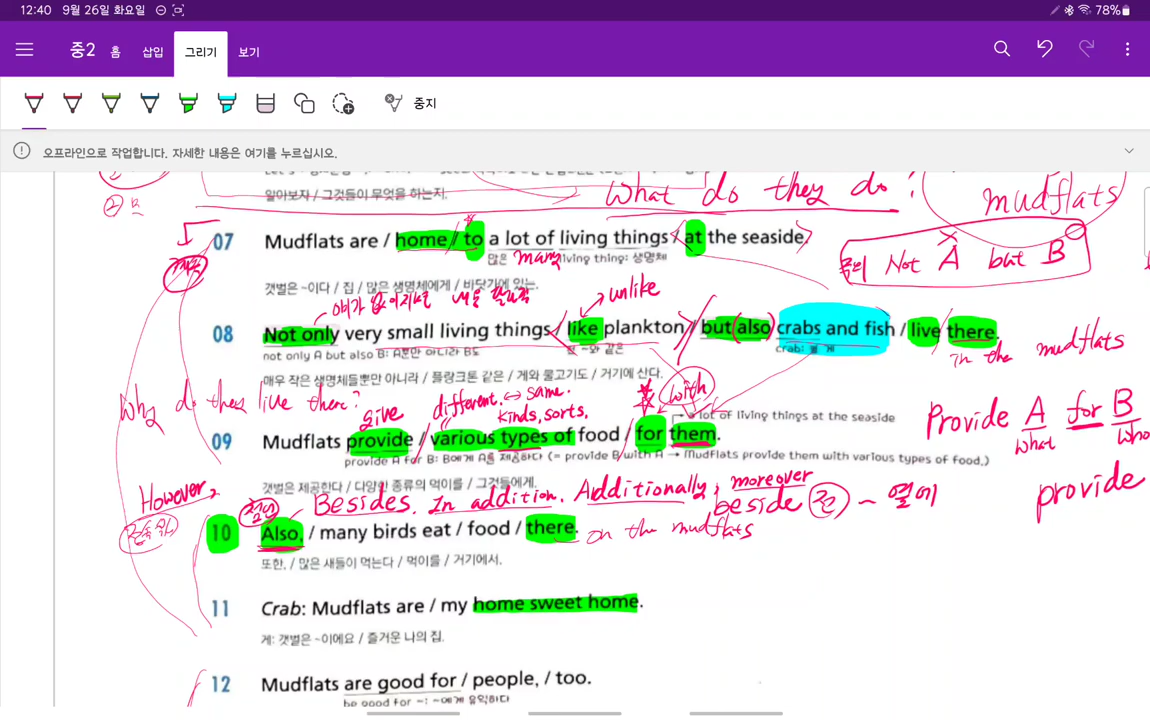 12:40 9월 26일 화요일
78%
중2 홈 삽입 그리기 보기
중지
오프라인으로 작업합니다. 자세한 내용은 여기를 누르십시오.
알아보자 / 그것들이 무엇을 하는지.
What do they do?
mudflats
②
07 Mudflats are / home / to a lot of living things at the seaside.
많은 many living thing: 생명체
갯벌은 ~이다 / 집 / 많은 생명체에게 / 바닷가에 있는.
Not A but B
unlike
08 Not only very small living things / like plankton / but (also) crabs and fish / live / there.
not only A but also B: A뿐만 아니라 B도
~와 같은
crab: 게
in the mudflats
매우 작은 생명체들뿐만 아니라 / 플랑크톤 같은 / 게와 물고기도 / 거기에 산다.
Why do they live there?
give
different. ↔ same.
kinds, sorts.
with
→ a lot of living things at the seaside
Provide A for B
what who
09 Mudflats provide / various types of food / for them.
provide A for B: B에게 A를 제공하다 (= provide B with A → Mudflats provide them with various types of food.)
갯벌은 제공한다 / 다양한 종류의 먹이를 / 그것들에게.
provide
However,
Besides. In addition. Additionally, moreover
beside ~ 옆에
10 Also, / many birds eat / food / there.
on the mudflats
또한, / 많은 새들이 먹는다 / 먹이를 / 거기에서.
11 Crab: Mudflats are / my home sweet home.
게: 갯벌은 ~이에요 / 즐거운 나의 집.
12 Mudflats are good for / people, / too.
be good for ~: ~에게 유익하다